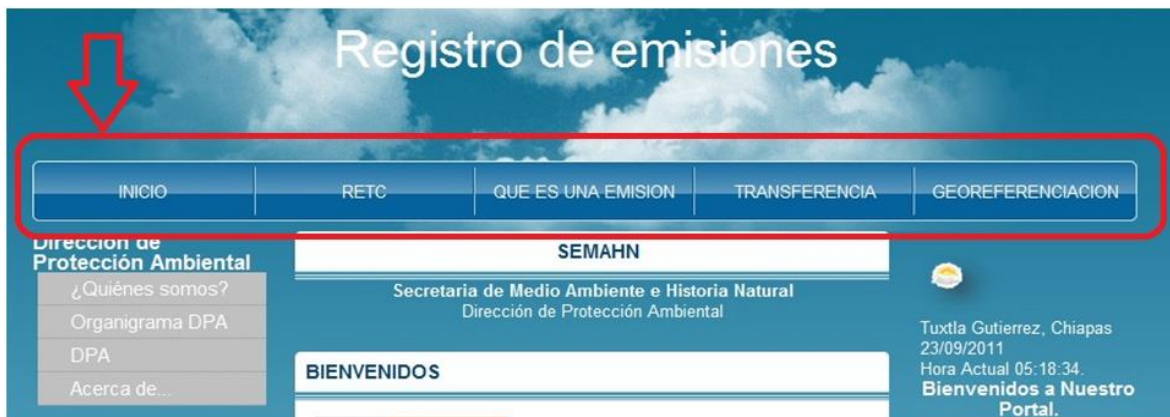 Registro de emisiones
INICIO
RETC
QUE ES UNA EMISION
TRANSFERENCIA
GEOREFERENCIACION
Dirección de
Protección Ambiental
¿Quiénes somos?
Organigrama DPA
DPA
Acerca de...
SEMAHN
Secretaria de Medio Ambiente e Historia Natural
Dirección de Protección Ambiental
BIENVENIDOS
Tuxtla Gutierrez, Chiapas
23/09/2011
Hora Actual 05:18:34.
Bienvenidos a Nuestro
Portal.